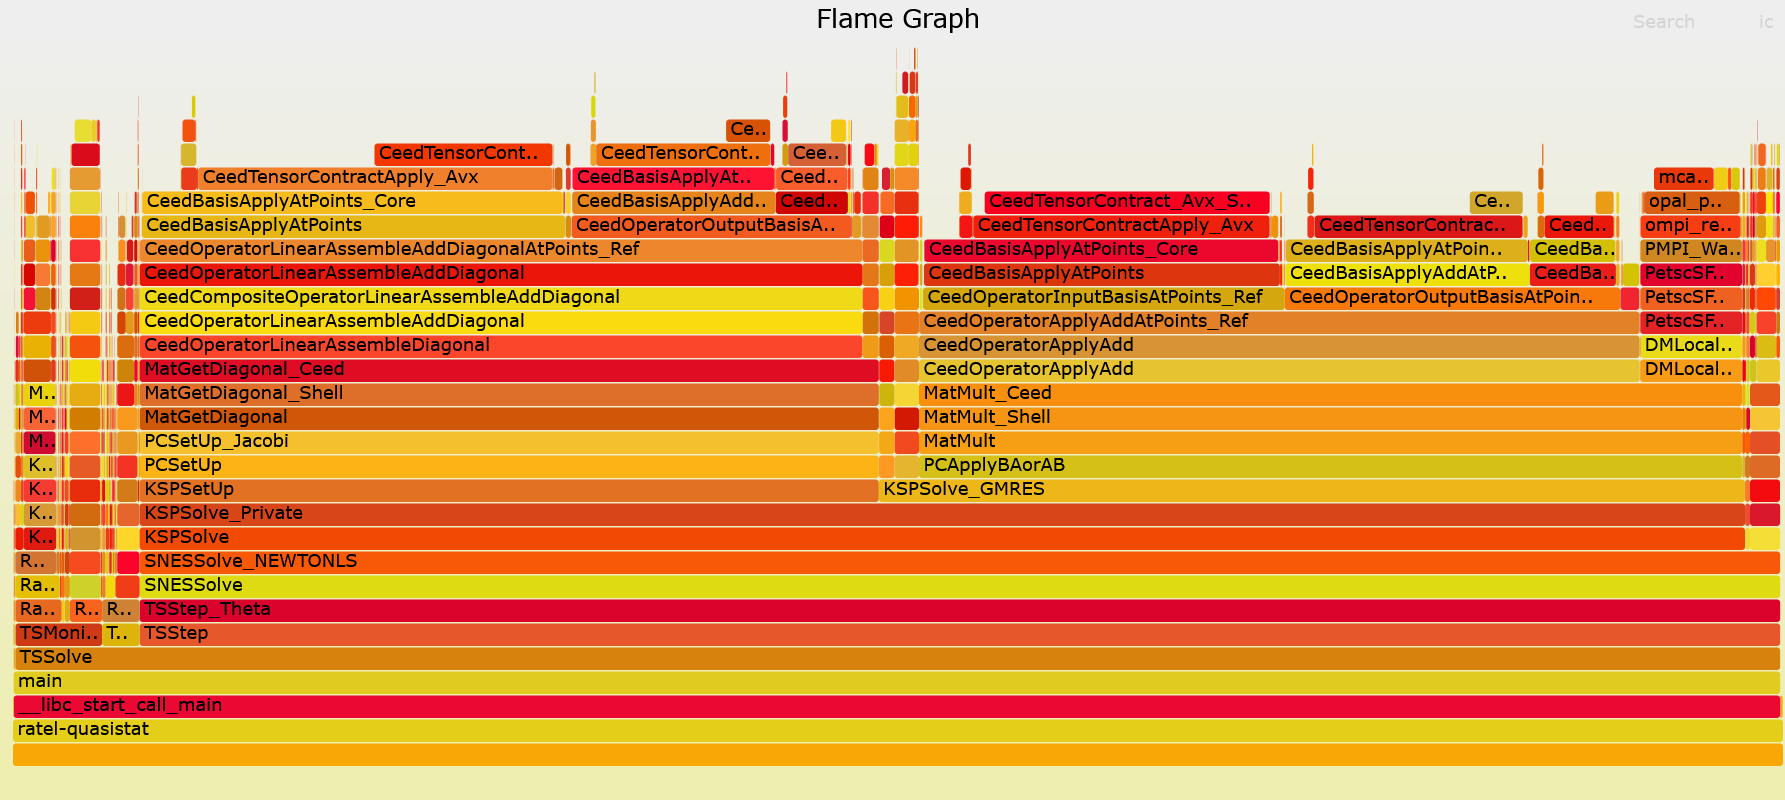 Flame Graph
Search ic
Ce..
CeedTensorCont.. CeedTensorCont.. Cee..
CeedTensorContractApply_Avx CeedBasisApplyAt.. Ceed.. mca..
CeedBasisApplyAtPoints_Core CeedBasisApplyAdd.. Ceed.. CeedTensorContract_Avx_S.. Ce.. opal_p..
CeedBasisApplyAtPoints CeedOperatorOutputBasisA.. CeedTensorContractApply_Avx CeedTensorContrac.. Ceed.. ompi_re..
CeedOperatorLinearAssembleAddDiagonalAtPoints_Ref CeedBasisApplyAtPoints_Core CeedBasisApplyAtPoin.. CeedBa.. PMPI_Wa..
CeedOperatorLinearAssembleAddDiagonal CeedBasisApplyAtPoints CeedBasisApplyAddAtP.. CeedBa.. PetscSF..
CeedCompositeOperatorLinearAssembleAddDiagonal CeedOperatorInputBasisAtPoints_Ref CeedOperatorOutputBasisAtPoin.. PetscSF..
CeedOperatorLinearAssembleAddDiagonal CeedOperatorApplyAddAtPoints_Ref PetscSF..
CeedOperatorLinearAssembleDiagonal CeedOperatorApplyAdd DMLocal..
MatGetDiagonal_Ceed CeedOperatorApplyAdd DMLocal..
M.. MatGetDiagonal_Shell MatMult_Ceed
M.. MatGetDiagonal MatMult_Shell
M.. PCSetUp_Jacobi MatMult
K.. PCSetUp PCApplyBAorAB
K.. KSPSetUp KSPSolve_GMRES
K.. KSPSolve_Private
K.. KSPSolve
R.. SNESSolve_NEWTONLS
Ra.. SNESSolve
Ra.. R.. R.. TSStep_Theta
TSMoni.. T.. TSStep
TSSolve
main
__libc_start_call_main
ratel-quasistat